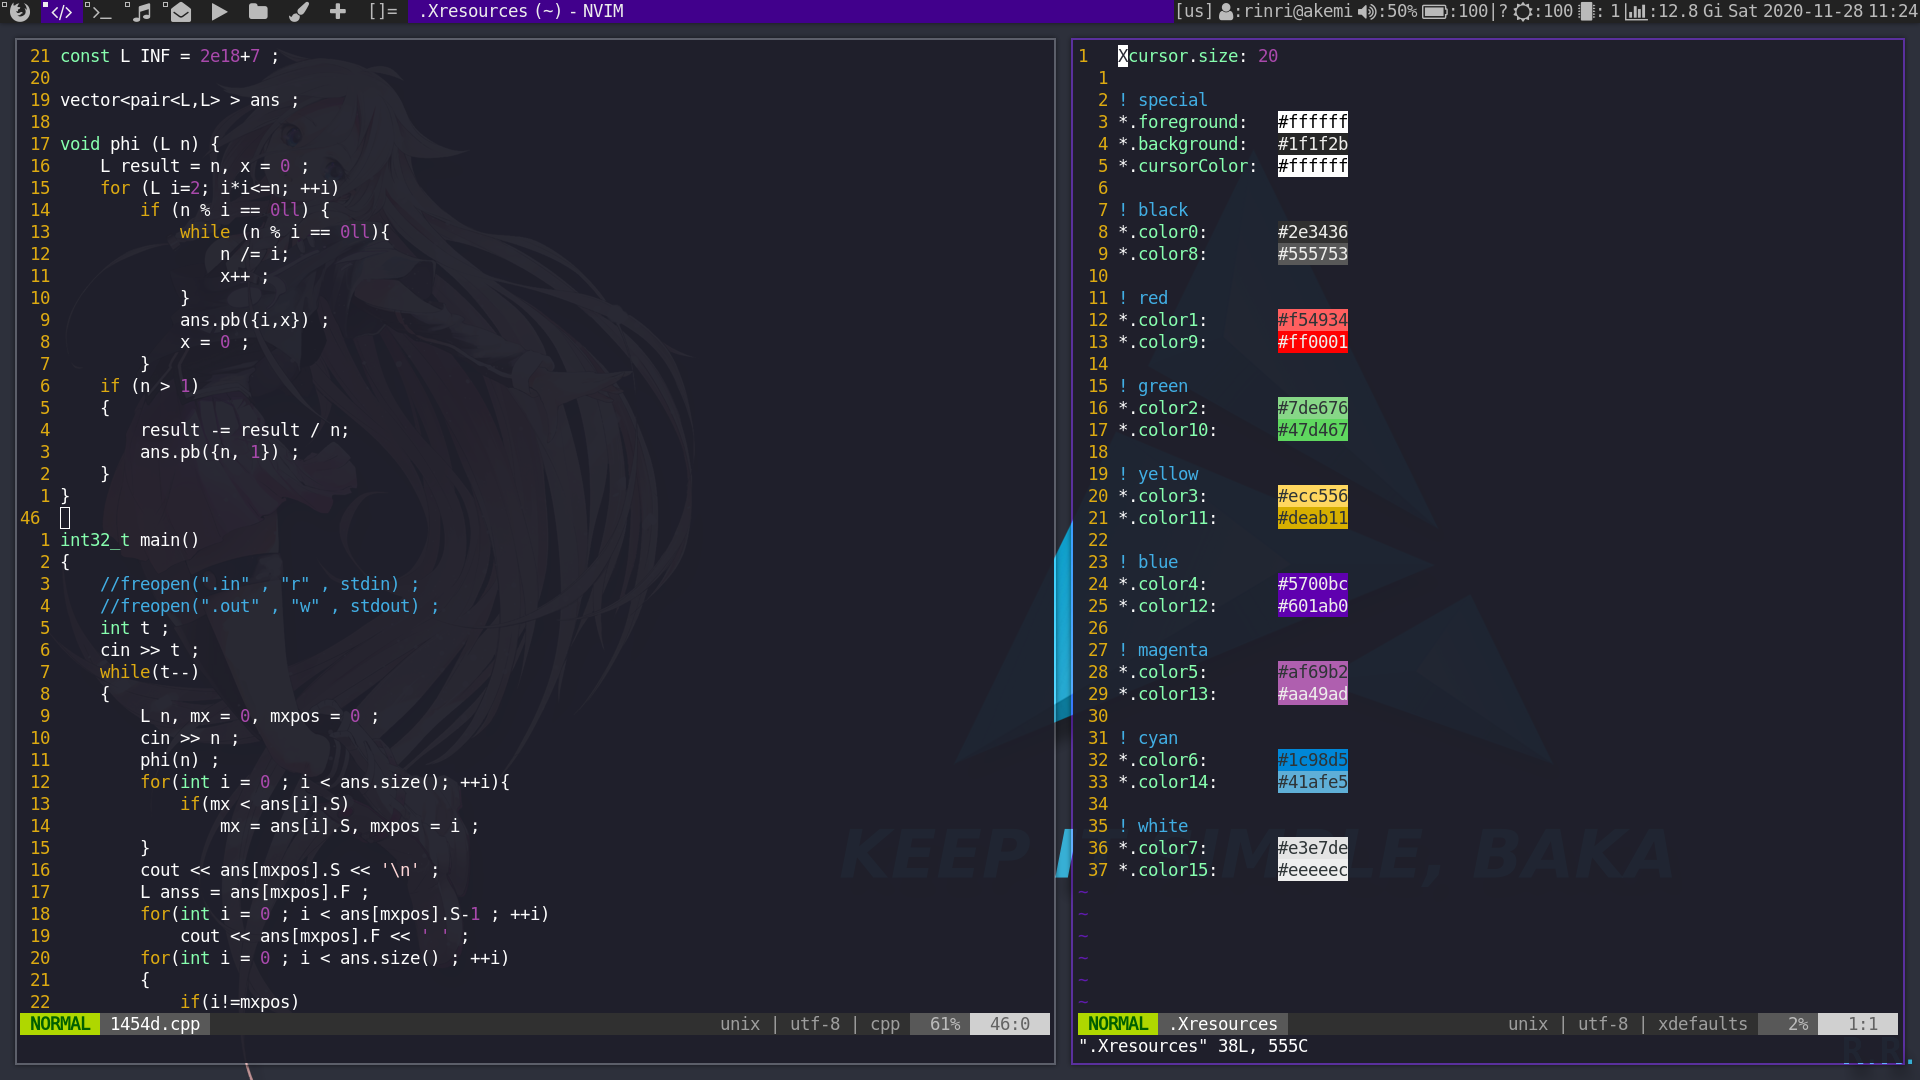 []= .Xresources (~) - NVIM [us] :rinri@akemi :50% :100|? :100 : 1 :12.8 Gi Sat 2020-11-28 11:24
21 const L INF = 2e18+7 ;
20
19 vector<pair<L,L> > ans ;
18
17 void phi (L n) {
16     L result = n, x = 0 ;
15     for (L i=2; i*i<=n; ++i)
14         if (n % i == 0ll) {
13             while (n % i == 0ll){
12                 n /= i;
11                 x++ ;
10             }
9             ans.pb({i,x}) ;
8             x = 0 ;
7         }
6     if (n > 1)
5     {
4         result -= result / n;
3         ans.pb({n, 1}) ;
2     }
1 }
46
1 int32_t main()
2 {
3     //freopen(".in" , "r" , stdin) ;
4     //freopen(".out" , "w" , stdout) ;
5     int t ;
6     cin >> t ;
7     while(t--)
8     {
9         L n, mx = 0, mxpos = 0 ;
10         cin >> n ;
11         phi(n) ;
12         for(int i = 0 ; i < ans.size(); ++i){
13             if(mx < ans[i].S)
14                 mx = ans[i].S, mxpos = i ;
15         }
16         cout << ans[mxpos].S << '\n' ;
17         L anss = ans[mxpos].F ;
18         for(int i = 0 ; i < ans[mxpos].S-1 ; ++i)
19             cout << ans[mxpos].F << ' ' ;
20         for(int i = 0 ; i < ans.size() ; ++i)
21         {
22             if(i!=mxpos)
NORMAL 1454d.cpp unix | utf-8 | cpp 61% 46:0
1 Xcursor.size: 20
1
2 ! special
3 *.foreground:   #ffffff
4 *.background:   #1f1f2b
5 *.cursorColor:  #ffffff
6
7 ! black
8 *.color0:       #2e3436
9 *.color8:       #555753
10
11 ! red
12 *.color1:       #f54934
13 *.color9:       #ff0001
14
15 ! green
16 *.color2:       #7de676
17 *.color10:      #47d467
18
19 ! yellow
20 *.color3:       #ecc556
21 *.color11:      #deab11
22
23 ! blue
24 *.color4:       #5700bc
25 *.color12:      #601ab0
26
27 ! magenta
28 *.color5:       #af69b2
29 *.color13:      #aa49ad
30
31 ! cyan
32 *.color6:       #1c98d5
33 *.color14:      #41afe5
34
35 ! white
36 *.color7:       #e3e7de
37 *.color15:      #eeeeec
~
~
~
~
~
~
NORMAL .Xresources unix | utf-8 | xdefaults 2% 1:1
".Xresources" 38L, 555C
KEEP IT SIMPLE, BAKA
R.R.